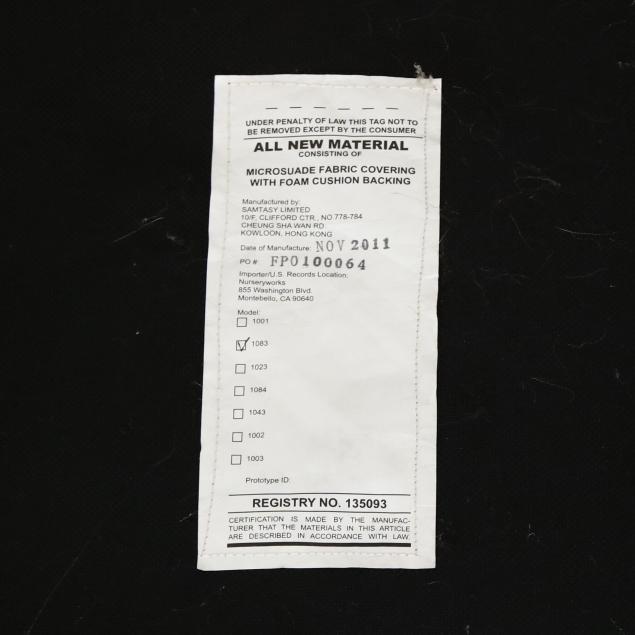 UNDER PENALTY OF LAW THIS TAG NOT TO
BE REMOVED EXCEPT BY THE CONSUMER
ALL NEW MATERIAL
CONSISTING OF
MICROSUADE FABRIC COVERING
WITH FOAM CUSHION BACKING
Manufactured by:
SAMTASY LIMITED
10/F, CLIFFORD CTR., NO.778-784
CHEUNG SHA WAN RD.
KOWLOON, HONG KONG
Date of Manufacture: NOV 2011
PO # FPO100064
Importer/U.S. Records Location:
Nurseryworks
855 Washington Blvd.
Montebello, CA 90640
Model:
1001
1083
1023
1084
1043
1002
1003
Prototype ID:
REGISTRY NO. 135093
CERTIFICATION IS MADE BY THE MANUFAC-
TURER THAT THE MATERIALS IN THIS ARTICLE
ARE DESCRIBED IN ACCORDANCE WITH LAW.